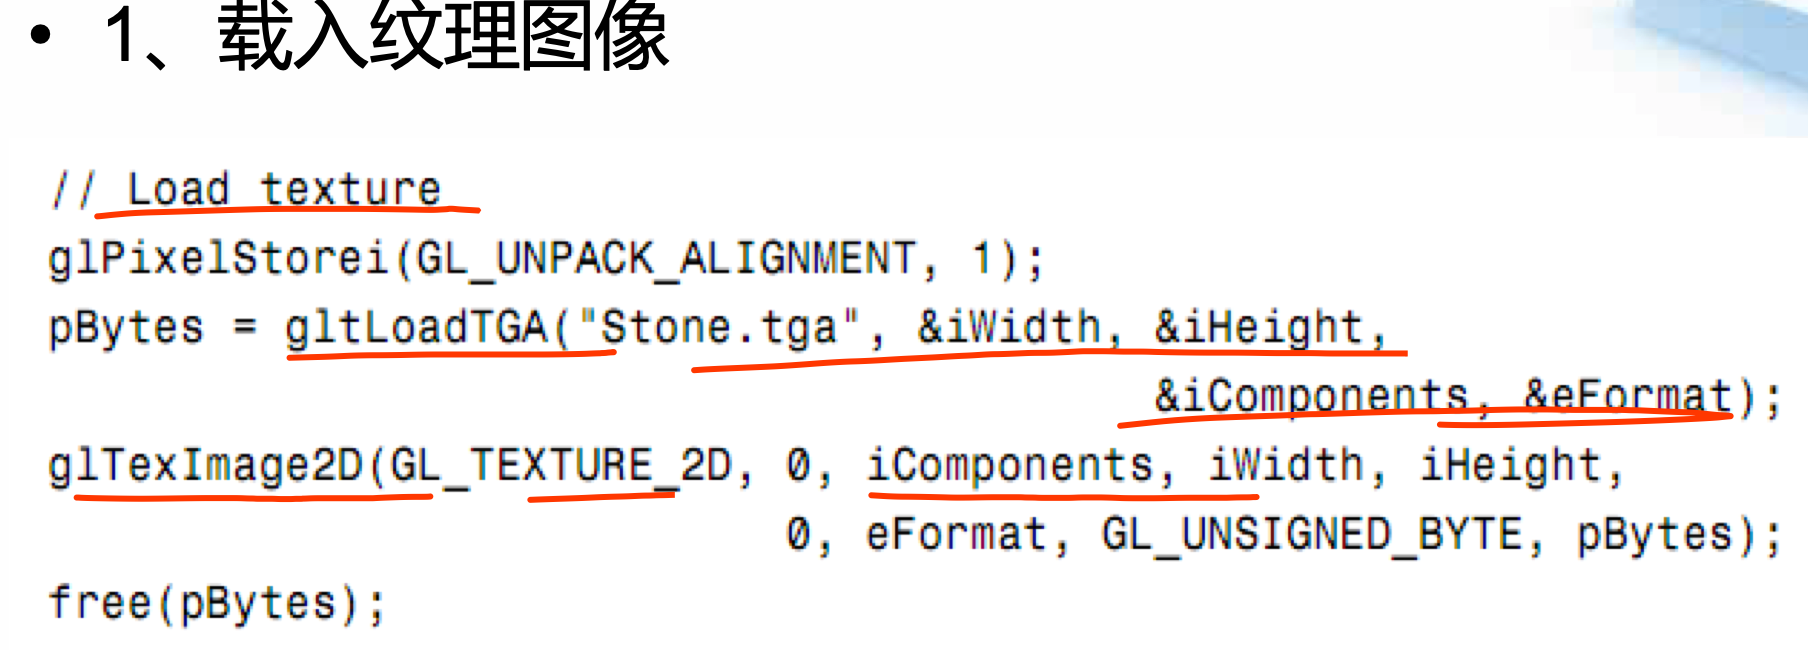 • 1、载入纹理图像
// Load texture
glPixelStorei(GL_UNPACK_ALIGNMENT, 1);
pBytes = gltLoadTGA("Stone.tga", &iWidth, &iHeight,
&iComponents, &eFormat);
glTexImage2D(GL_TEXTURE_2D, 0, iComponents, iWidth, iHeight,
0, eFormat, GL_UNSIGNED_BYTE, pBytes);
free(pBytes);